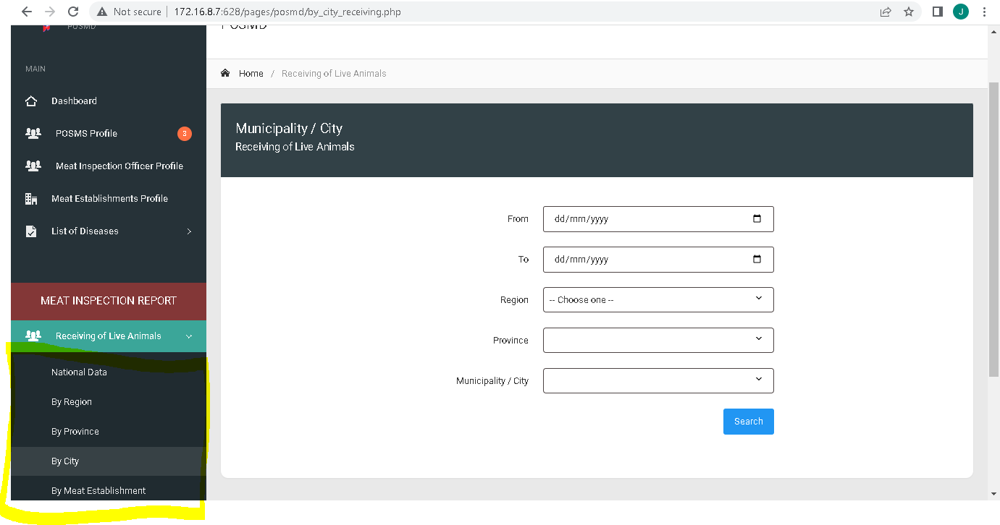 Not secure | 172.16.8.7:628/pages/posmd/by_city_receiving.php
J
POSMD
MAIN
Dashboard
POSMS Profile 3
Meat Inspection Officer Profile
Meat Establishments Profile
List of Diseases
MEAT INSPECTION REPORT
Receiving of Live Animals
National Data
By Region
By Province
By City
By Meat Establishment
POSMD
Home / Receiving of Live Animals
Municipality / City
Receiving of Live Animals
From dd/mm/yyyy
To dd/mm/yyyy
Region -- Choose one --
Province
Municipality / City
Search